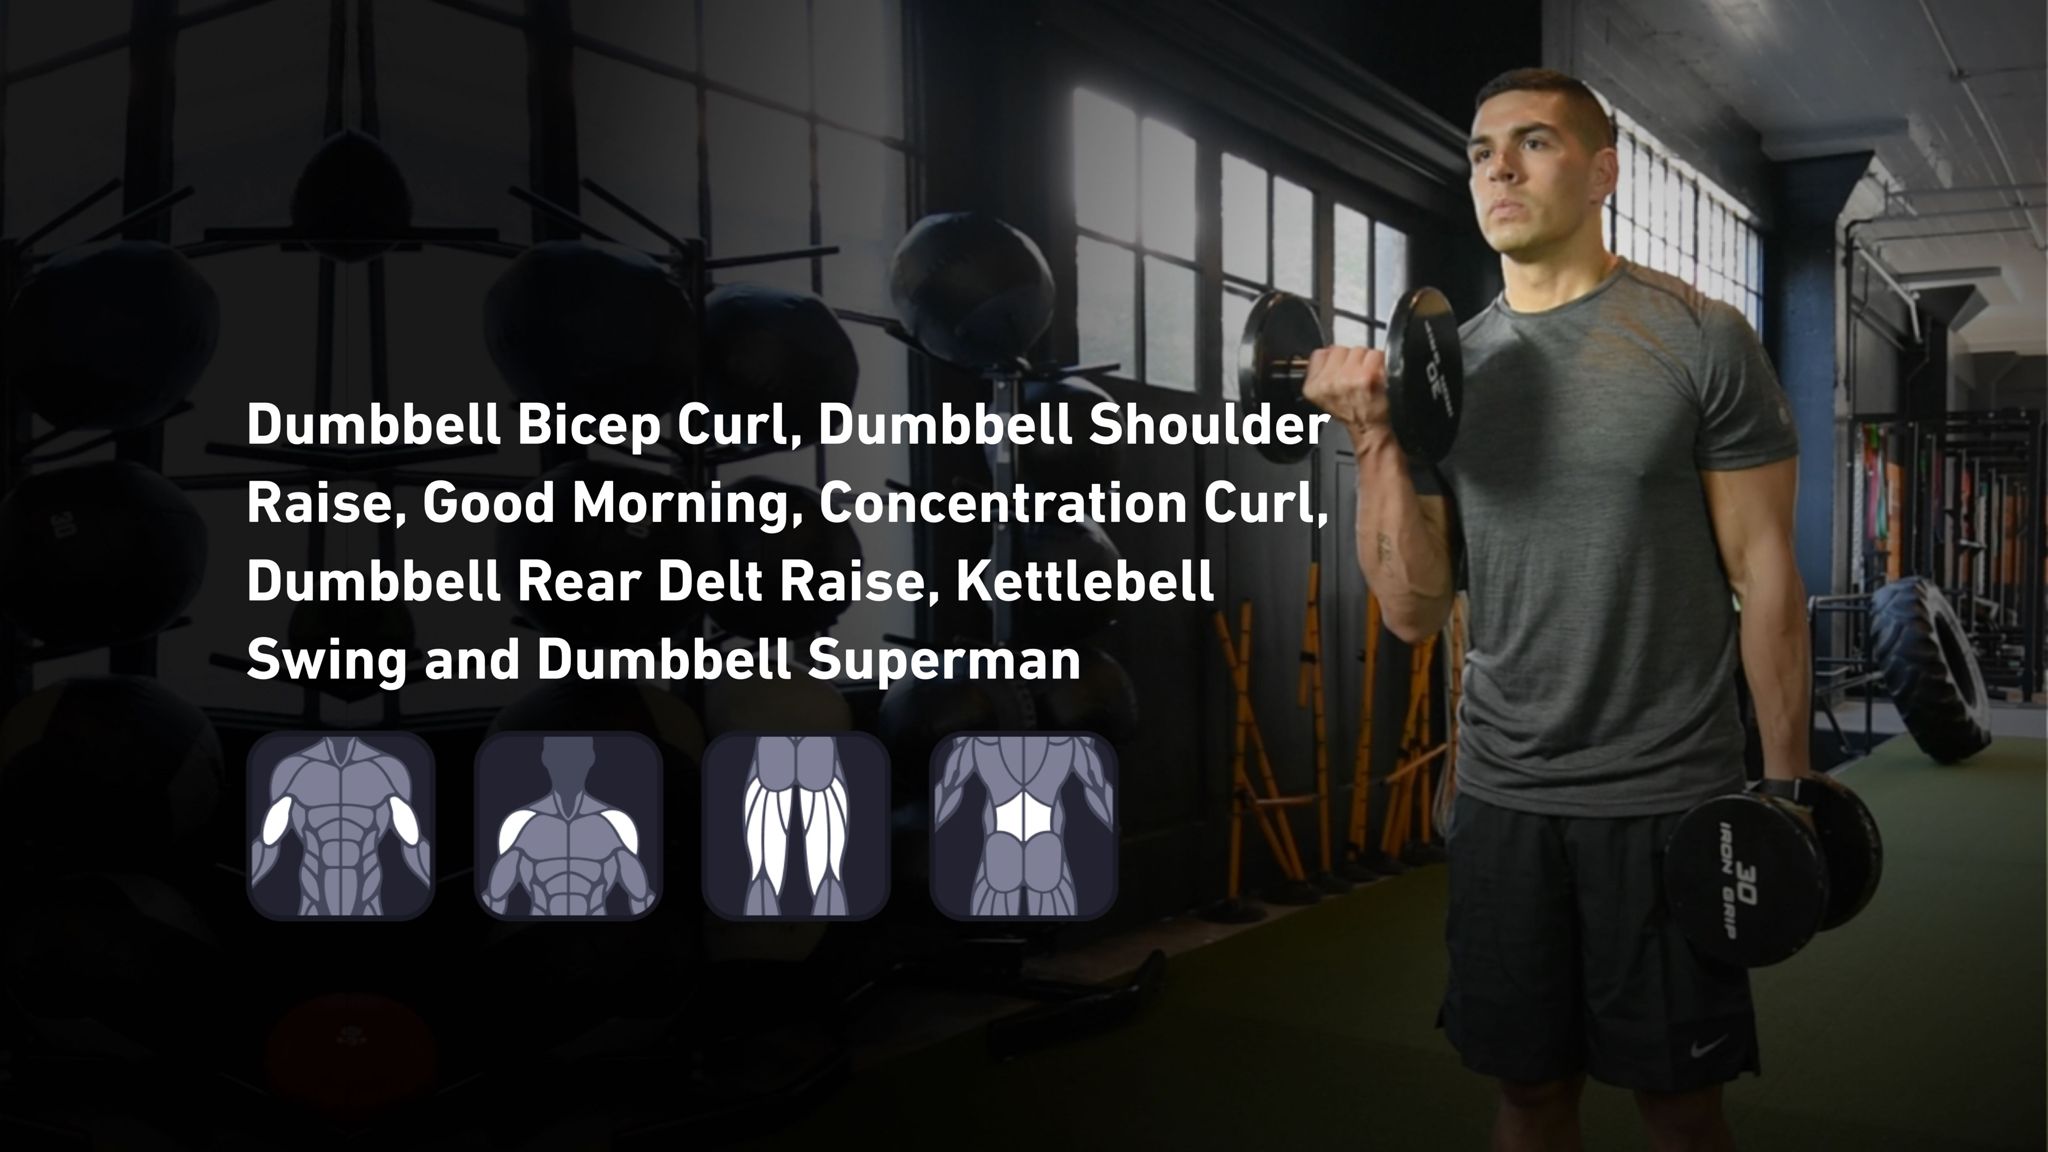 Dumbbell Bicep Curl, Dumbbell Shoulder
Raise, Good Morning, Concentration Curl,
Dumbbell Rear Delt Raise, Kettlebell
Swing and Dumbbell Superman
30
IRON GRIP
30